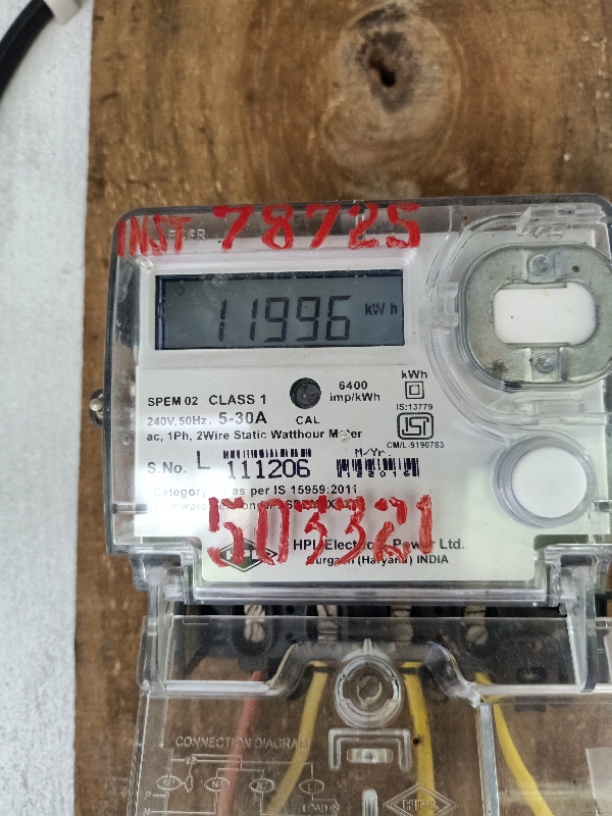 INST 78725
11996 kWh
kWh
6400
imp/kWh
SPEM 02 CLASS 1
240V, 50Hz. 5-30A
CAL
IS:13779
ac, 1Ph, 2Wire Static Watthour Meter
CM/L-9190783
M/Yr.
S.No. L 111206
Category as per IS 15959:2011
503321
HPL Electric Power Ltd.
Gurgaon (Haryana) INDIA
CONNECTION DIAGRAM
HPL